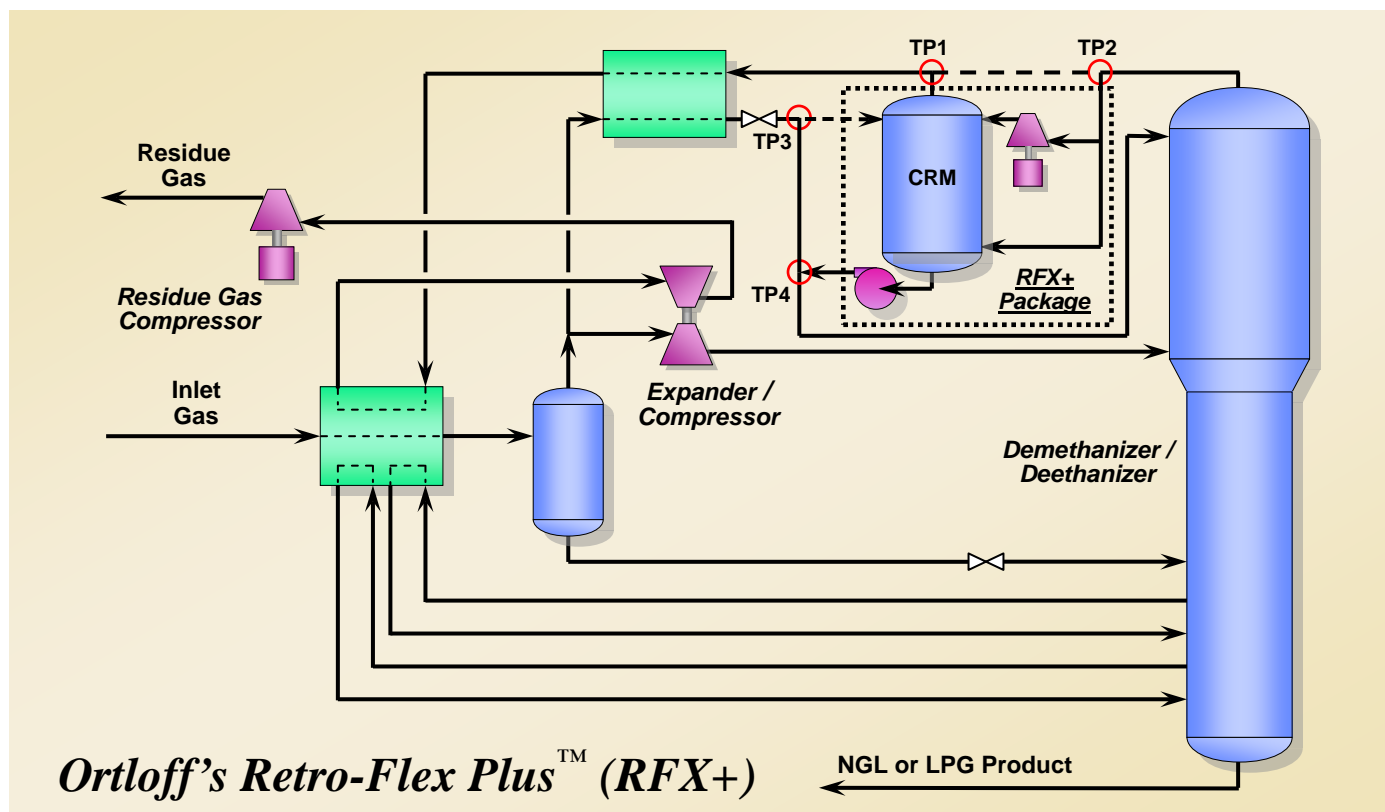 TP1
TP2
TP3
CRM
Residue
Gas
TP4
RFX+
Package
Residue Gas
Compressor
Inlet
Gas
Expander /
Compressor
Demethanizer /
Deethanizer
Ortloff's Retro-Flex Plus™ (RFX+)
NGL or LPG Product